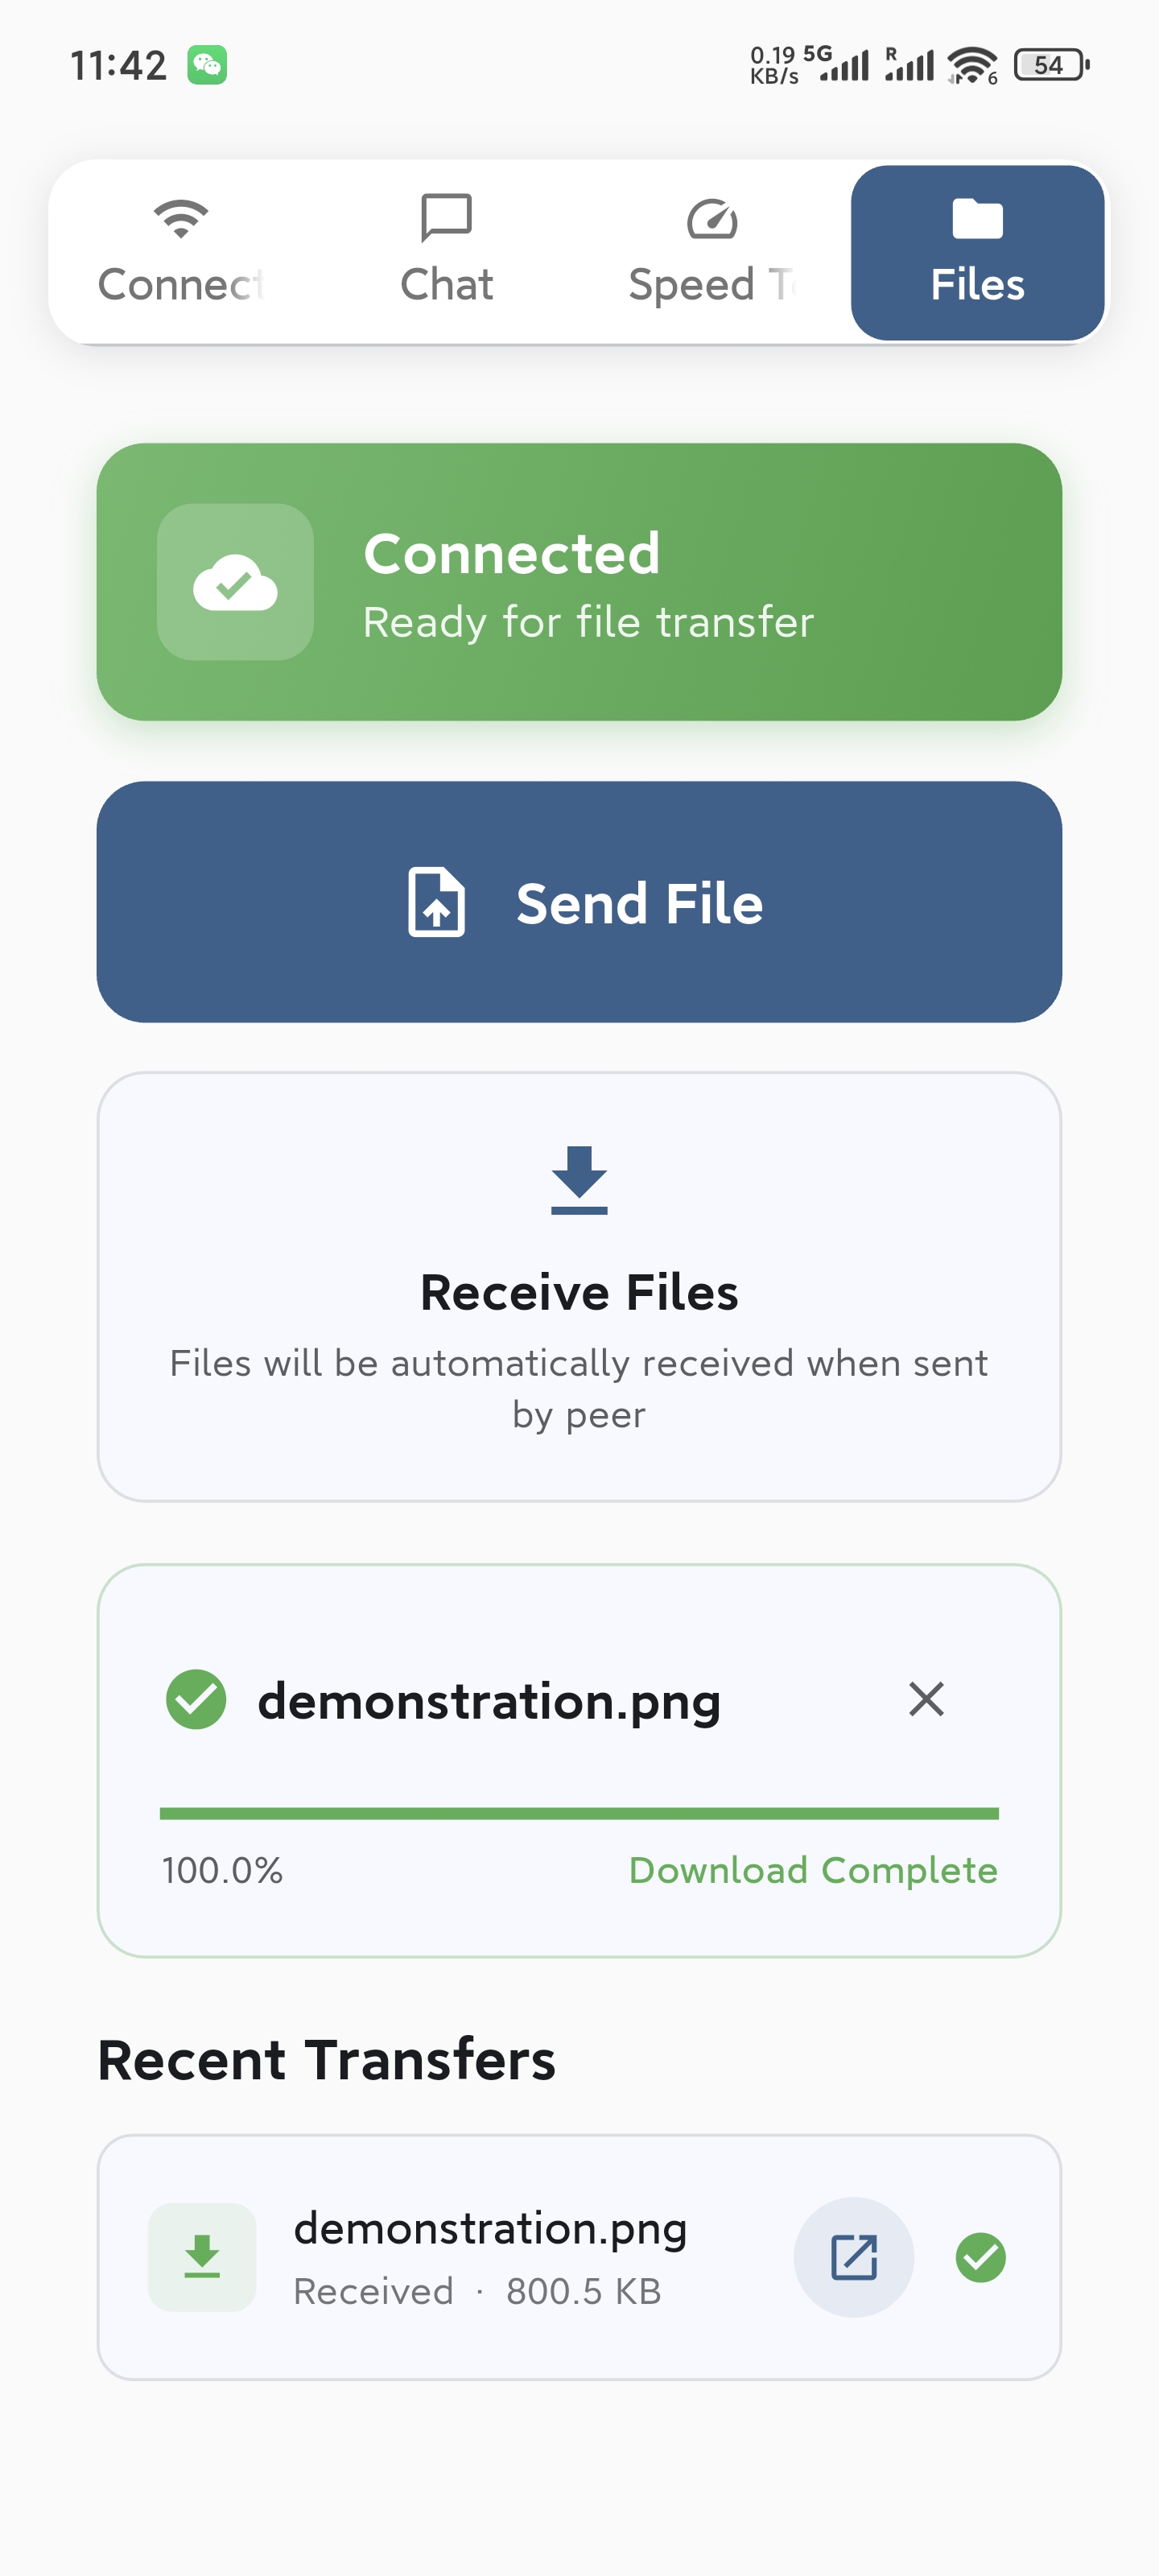 11:42
0.19 KB/s 5G R 6 54
Connect
Chat
Speed T
Files
Connected
Ready for file transfer
Send File
Receive Files
Files will be automatically received when sent
by peer
demonstration.png
100.0%
Download Complete
Recent Transfers
demonstration.png
Received · 800.5 KB